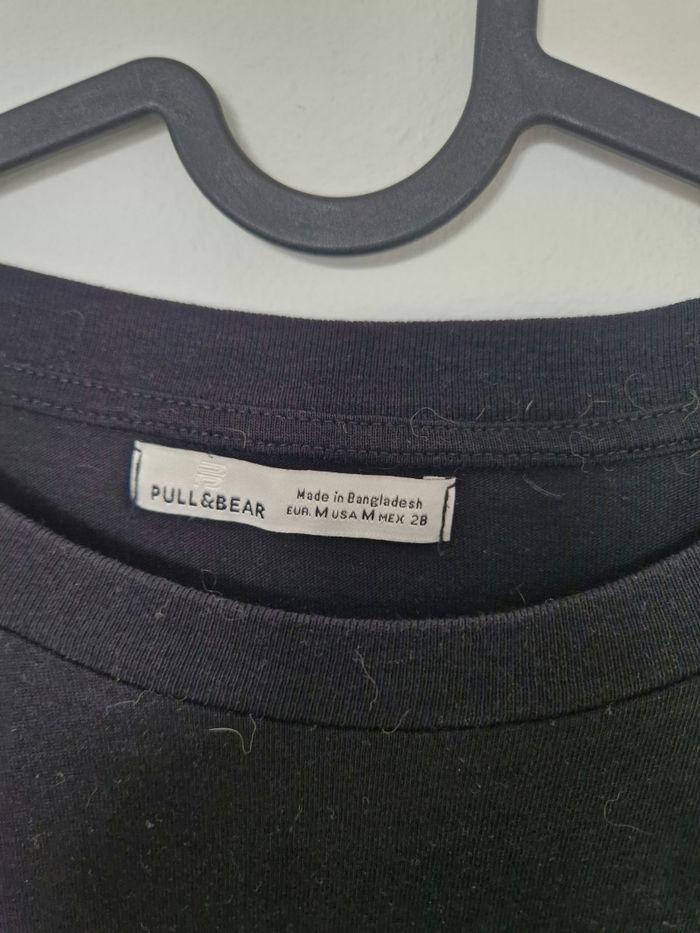 PULL&BEAR
Made in Bangladesh
EUR. M USA M MEX 28